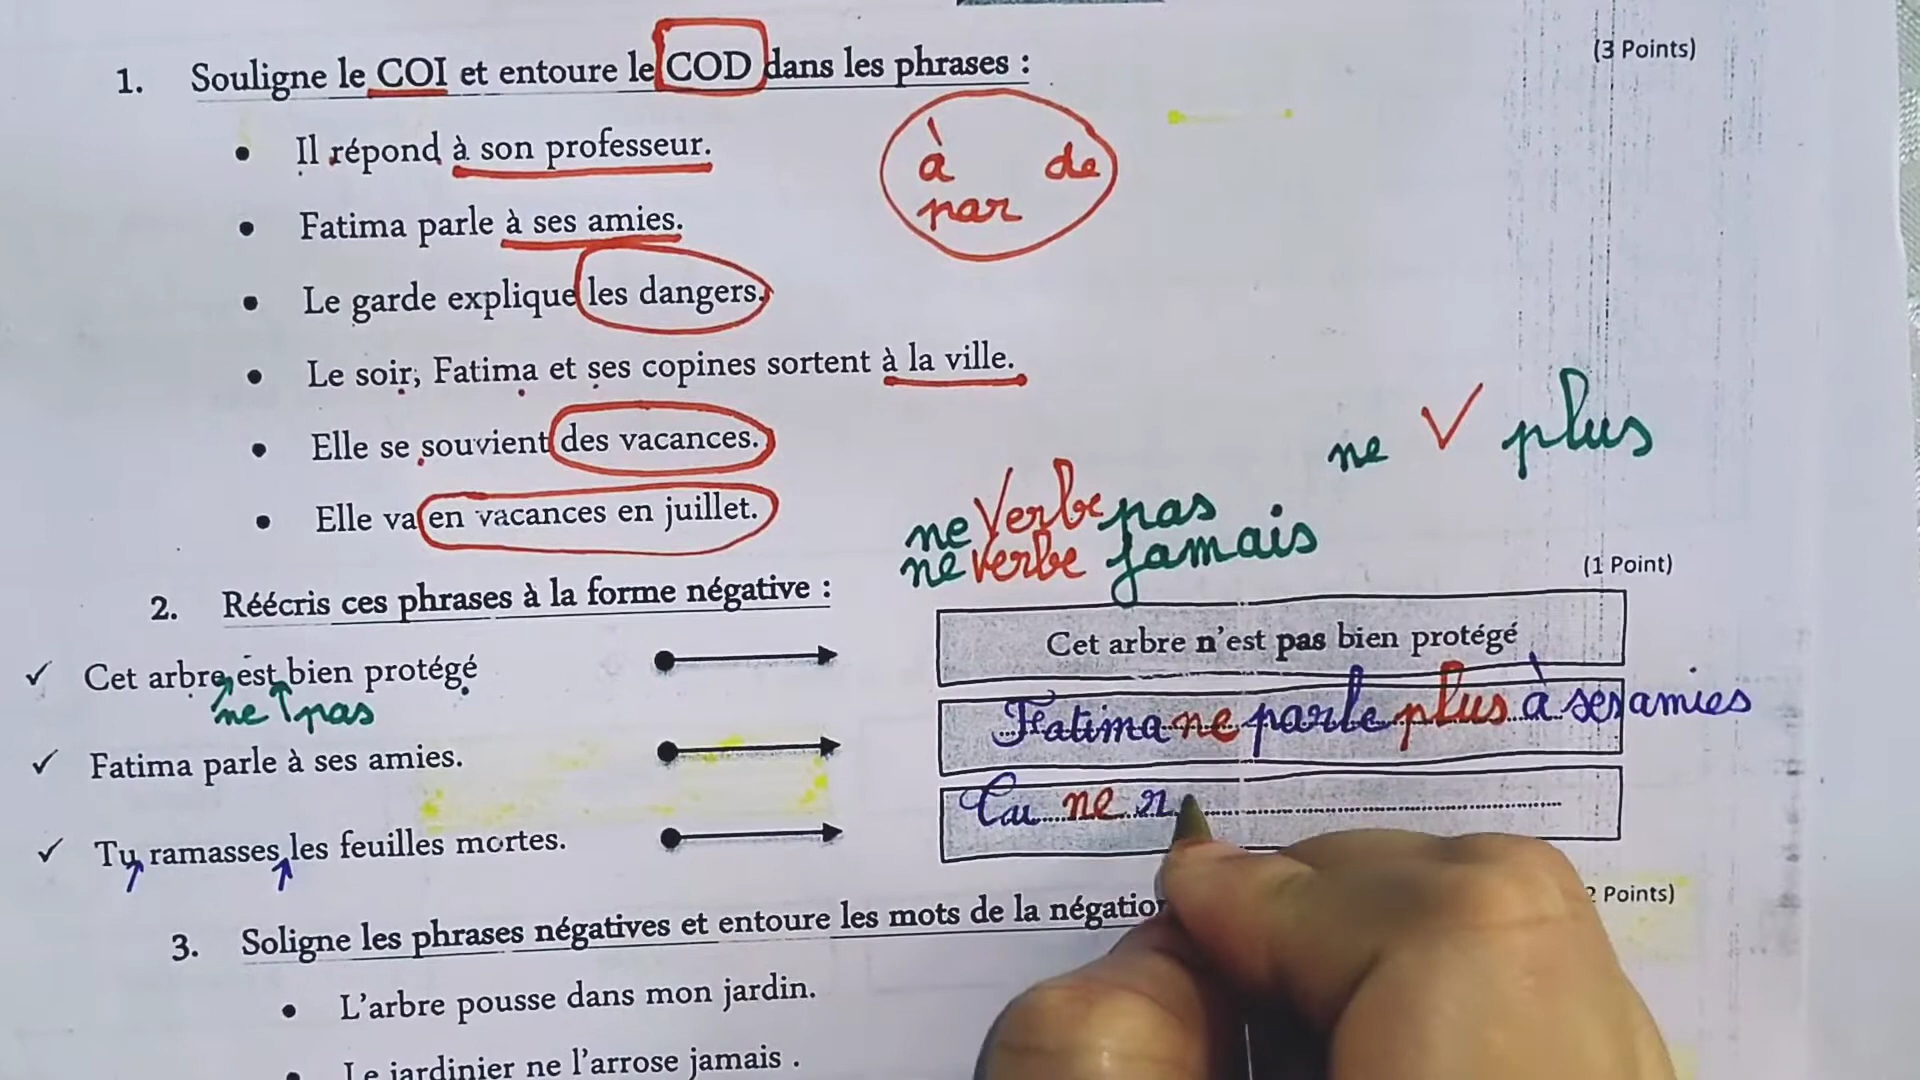 1. Souligne le COI et entoure le COD dans les phrases :
(3 Points)
• Il répond à son professeur.
à de
par
• Fatima parle à ses amies.
• Le garde explique les dangers.
• Le soir, Fatima et ses copines sortent à la ville.
• Elle se souvient des vacances.
ne V plus
• Elle va en vacances en juillet.
ne Verbe pas
ne verbe jamais
(1 Point)
2. Réécris ces phrases à la forme négative :
Cet arbre n'est pas bien protégé
✓ Cet arbre est bien protégé
ne pas
Fatima ne parle plus à ses amies
✓ Fatima parle à ses amies.
Tu ne
✓ Tu ramasses les feuilles mortes.
Points)
3. Soligne les phrases négatives et entoure les mots de la négation
• L'arbre pousse dans mon jardin.
• Le jardinier ne l'arrose jamais .